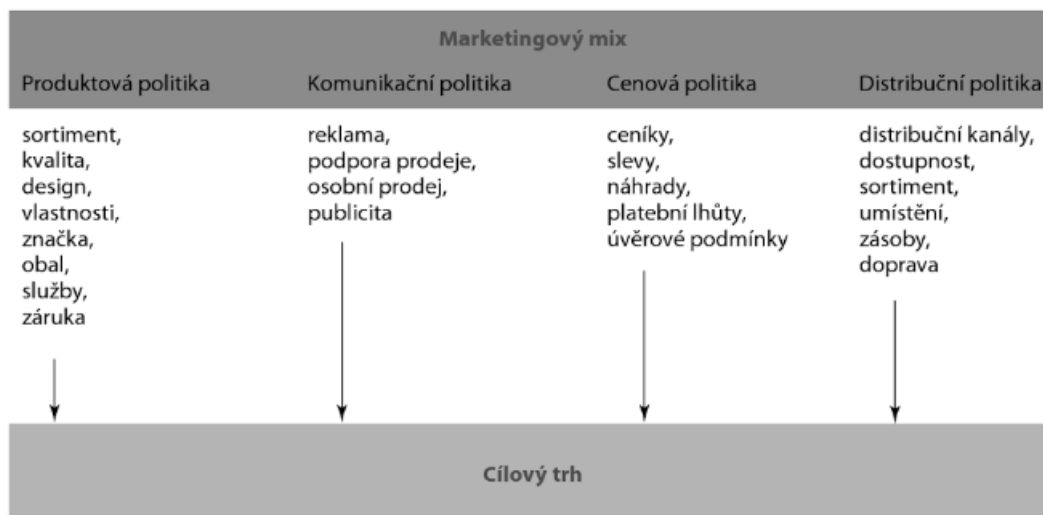 Marketingový mix
Produktová politika
Komunikační politika
Cenová politika
Distribuční politika
sortiment,
kvalita,
design,
vlastnosti,
značka,
obal,
služby,
záruka
reklama,
podpora prodeje,
osobní prodej,
publicita
ceníky,
slevy,
náhrady,
platební lhůty,
úvěrové podmínky
distribuční kanály,
dostupnost,
sortiment,
umístění,
zásoby,
doprava
Cílový trh